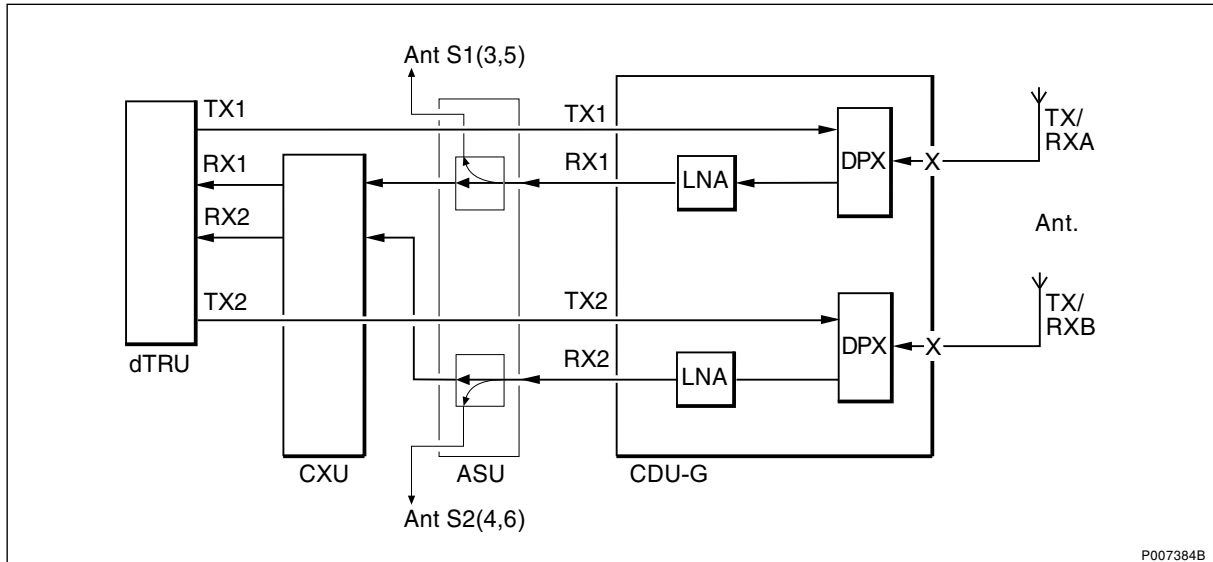 Ant S1(3,5)
TX1
TX1
TX/
RXA
RX1
RX1
LNA
DPX
X
RX2
Ant.
TX2
TX2
TX/
RXB
dTRU
RX2
LNA
DPX
X
CXU
ASU
CDU-G
Ant S2(4,6)
P007384B